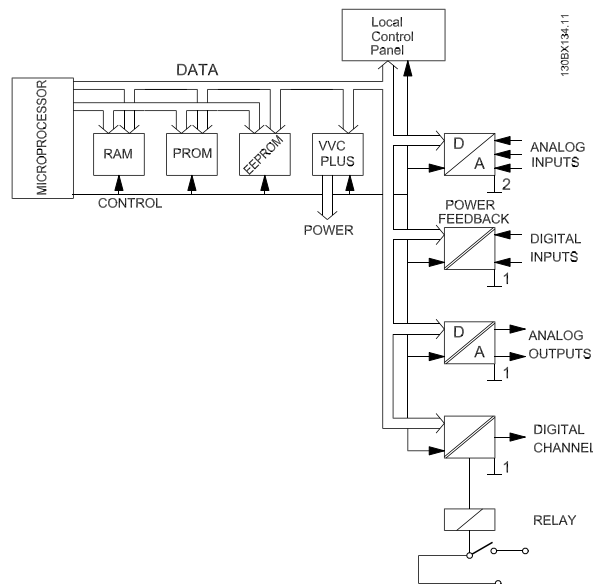 Local
Control
Panel
130BX134.11
DATA
MICROPROCESSOR
RAM
PROM
EEPROM
VVC
PLUS
CONTROL
POWER
D
A
ANALOG
INPUTS
2
POWER
FEEDBACK
DIGITAL
INPUTS
1
D
A
ANALOG
OUTPUTS
1
DIGITAL
CHANNEL
1
RELAY